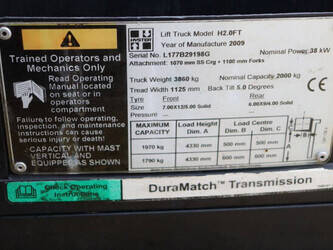 Lift Truck Model H2.0FT
Year of Manufacture 2009
Serial No. L177B29198G
Nominal Power 38 kW
Attachment: 1070 mm SS Crg + 1100 mm Forks
Truck Weight 3860 kg
Nominal Capacity 2000 kg
Tread Width 1125 mm
Back Tilt 5.0 Degrees
Tyre
Front
Rear
Size:
7.00X12/5.00 Solid
6.00X9/4.00 Solid
Pressure:
MAXIMUM
CAPACITY
Load Height
Dim. A
Load Center
Dim. B
Dim. C
1970 kg
4330 mm
500 mm
500 mm
1790 kg
4330 mm
600 mm
600 mm
HYSTER
Trained Operators and
Mechanics Only
Read Operating
Manual located
on seat or in
operators
compartment
Failure to follow operating,
inspection, and maintenance
instructions can cause
serious injury or death!
CAPACITY WITH MAST
VERTICAL AND
EQUIPPED AS SHOWN
Check Operating
Instructions
DuraMatch™ Transmission